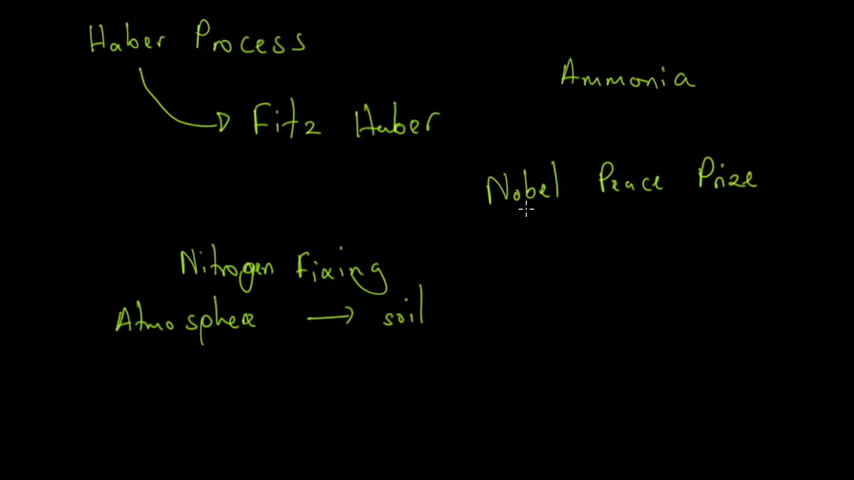 Haber Process
Ammonia
Fitz Haber
Nobel Peace Prize
Nitrogen Fixing
Atmosphere → soil